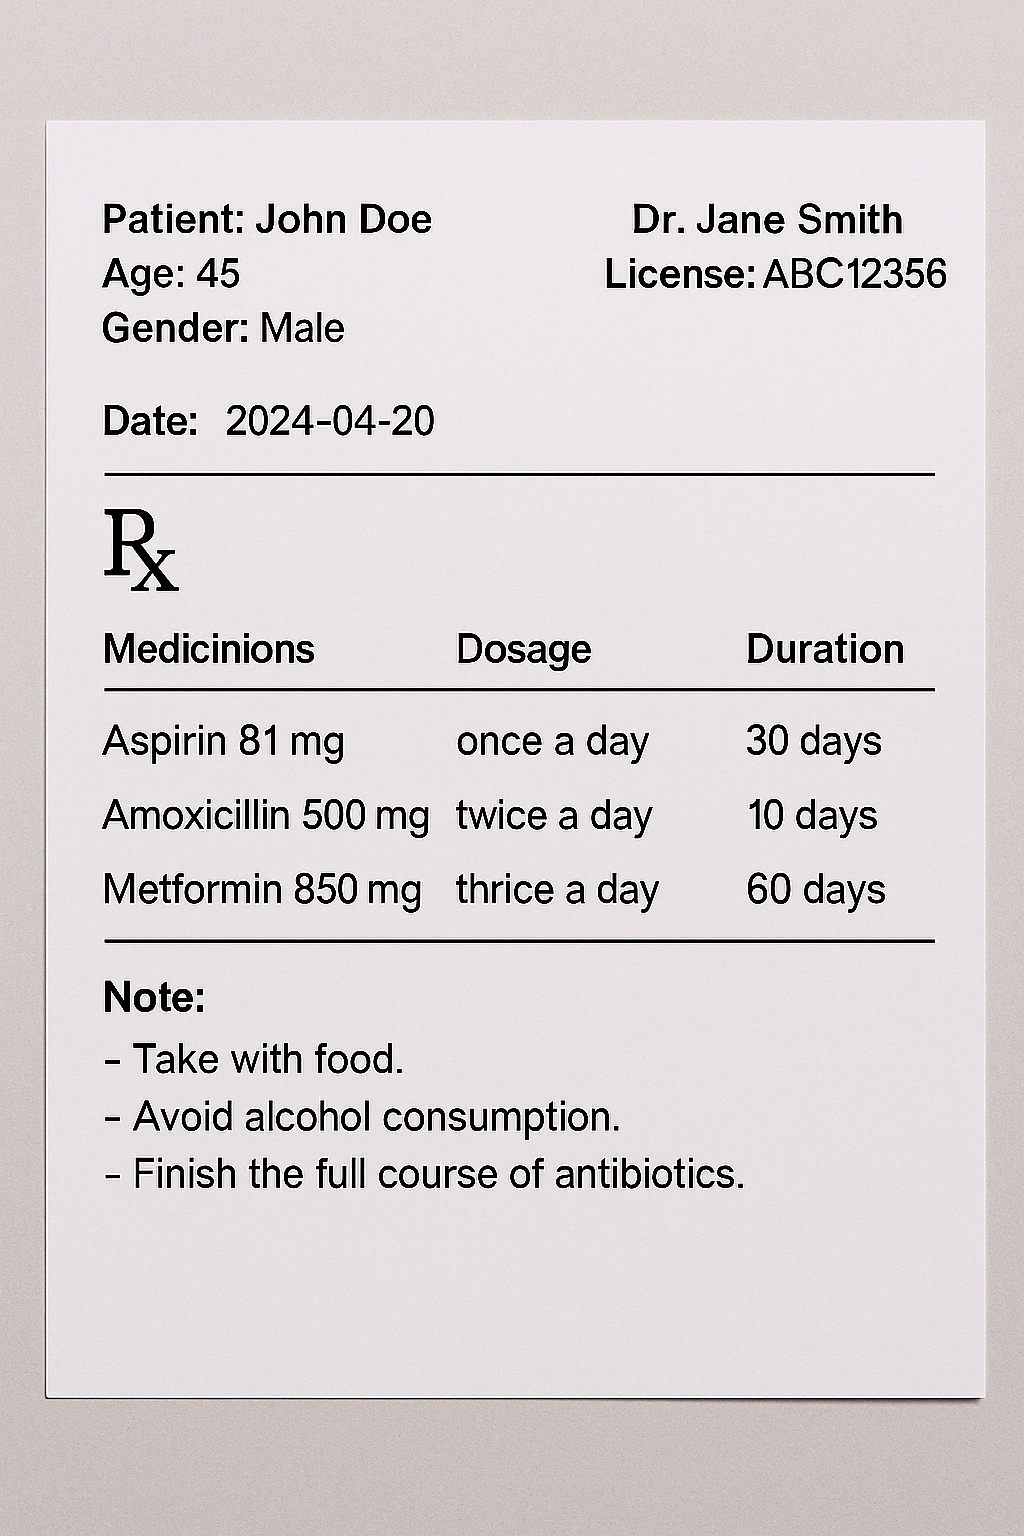 Patient: John Doe
Dr. Jane Smith
Age: 45
License: ABC12356
Gender: Male
Date: 2024-04-20
Rx
Medicinions Dosage Duration
Aspirin 81 mg once a day 30 days
Amoxicillin 500 mg twice a day 10 days
Metformin 850 mg thrice a day 60 days
Note:
– Take with food.
– Avoid alcohol consumption.
– Finish the full course of antibiotics.